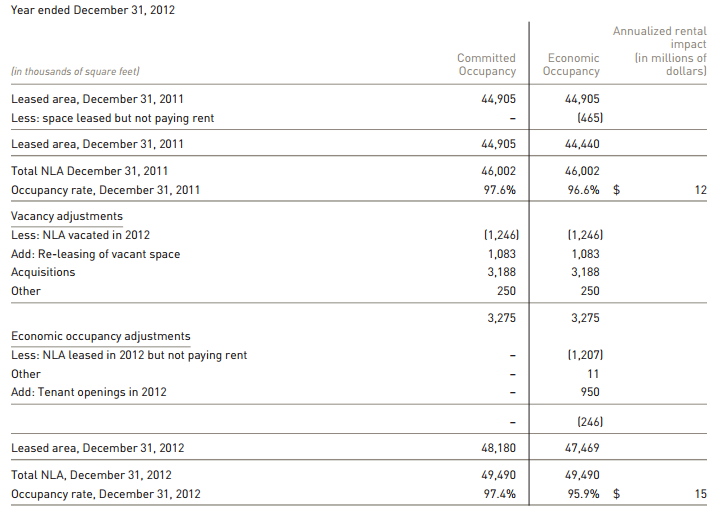 Year ended December 31, 2012
Annualized rental
impact
Committed Economic (in millions of
(in thousands of square feet) Occupancy Occupancy dollars)
Leased area, December 31, 2011 44,905 44,905
Less: space leased but not paying rent – (465)
Leased area, December 31, 2011 44,905 44,440
Total NLA December 31, 2011 46,002 46,002
Occupancy rate, December 31, 2011 97.6% 96.6% $ 12
Vacancy adjustments
Less: NLA vacated in 2012 (1,246) (1,246)
Add: Re-leasing of vacant space 1,083 1,083
Acquisitions 3,188 3,188
Other 250 250
3,275 3,275
Economic occupancy adjustments
Less: NLA leased in 2012 but not paying rent – (1,207)
Other – 11
Add: Tenant openings in 2012 – 950
– (246)
Leased area, December 31, 2012 48,180 47,469
Total NLA, December 31, 2012 49,490 49,490
Occupancy rate, December 31, 2012 97.4% 95.9% $ 15